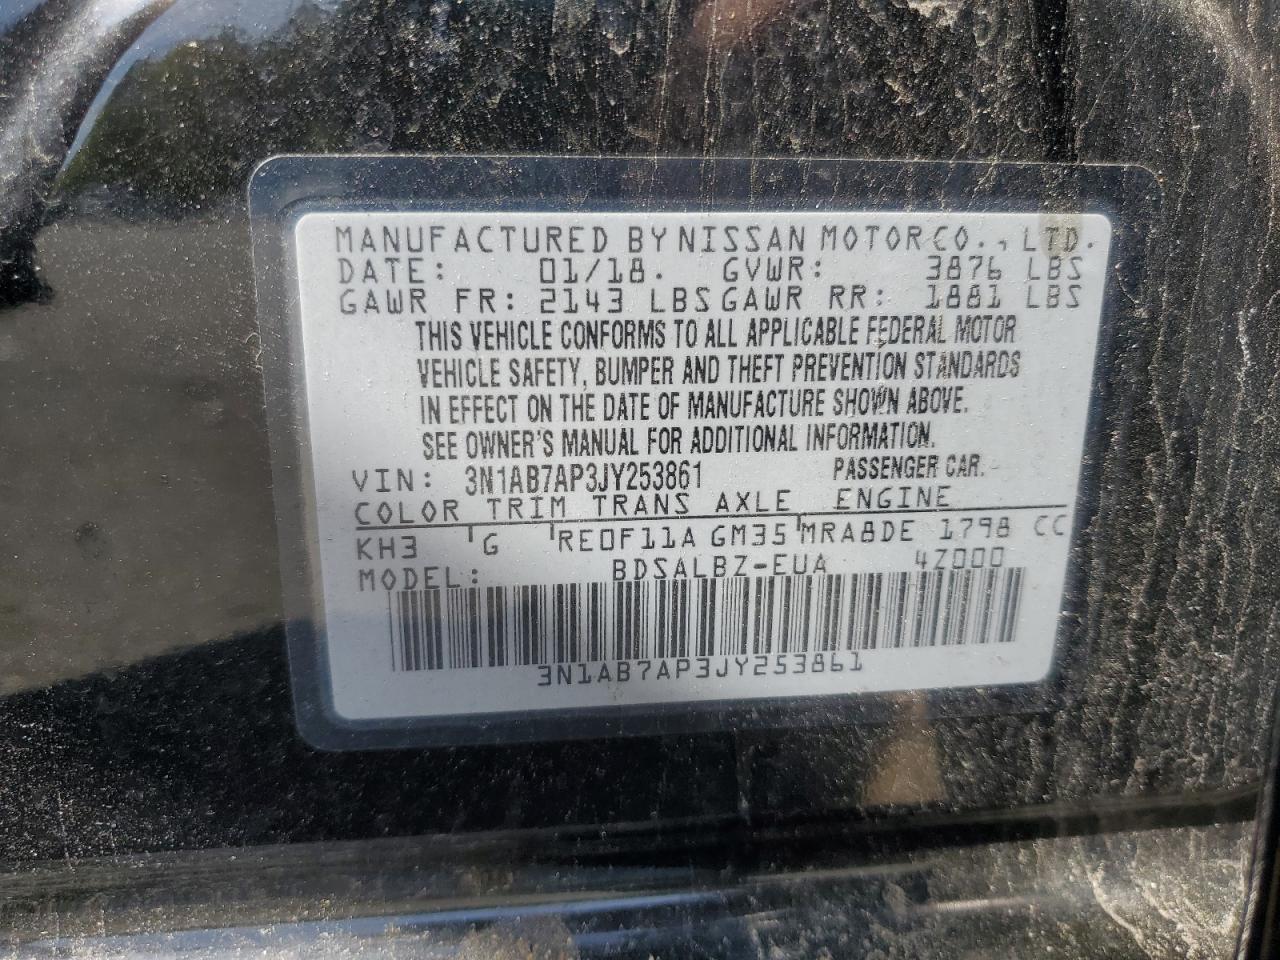 MANUFACTURED BY NISSAN MOTOR CO., LTD.
DATE: 01/18. GVWR: 3876 LBS
GAWR FR: 2143 LBS GAWR RR: 1881 LBS
THIS VEHICLE CONFORMS TO ALL APPLICABLE FEDERAL MOTOR
VEHICLE SAFETY, BUMPER AND THEFT PREVENTION STANDARDS
IN EFFECT ON THE DATE OF MANUFACTURE SHOWN ABOVE.
SEE OWNER'S MANUAL FOR ADDITIONAL INFORMATION.
VIN: 3N1AB7AP3JY253861 PASSENGER CAR.
COLOR TRIM TRANS AXLE ENGINE
KH3 G RE0F11A GM35 MRA8DE 1798 CC
MODEL: BDSALBZ-EUA 4Z000
3N1AB7AP3JY253861